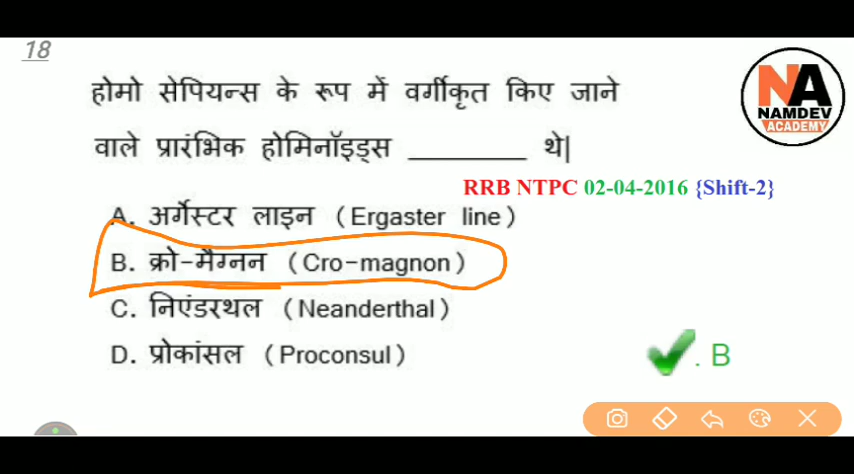 18
होमो सेपियन्स के रूप में वर्गीकृत किए जाने
वाले प्रारंभिक होमिनॉइड्स ________ थे|
RRB NTPC 02-04-2016 {Shift-2}
A. अर्गेस्टर लाइन (Ergaster line)
B. क्रो-मैग्नन (Cro-magnon)
C. निएंडरथल (Neanderthal)
D. प्रोकांसल (Proconsul)
. B
NA
NAMDEV
ACADEMY